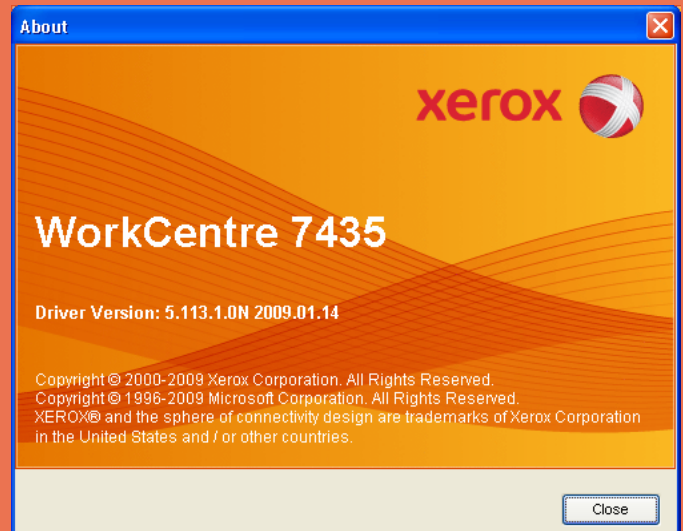 About
xerox
WorkCentre 7435
Driver Version: 5.113.1.0N 2009.01.14
Copyright © 2000-2009 Xerox Corporation. All Rights Reserved.
Copyright © 1996-2009 Microsoft Corporation. All Rights Reserved.
XEROX® and the sphere of connectivity design are trademarks of Xerox Corporation
in the United States and / or other countries.
Close